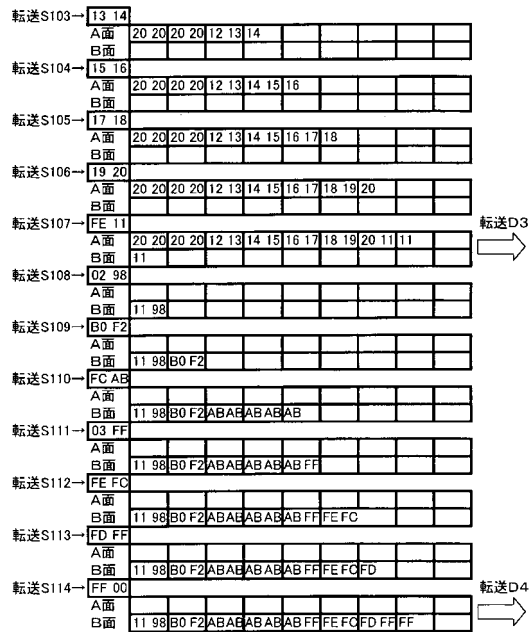 転送S103→ 13 14
A面 20 20 20 20 12 13 14
B面
転送S104→ 15 16
A面 20 20 20 20 12 13 14 15 16
B面
転送S105→ 17 18
A面 20 20 20 20 12 13 14 15 16 17 18
B面
転送S106→ 19 20
A面 20 20 20 20 12 13 14 15 16 17 18 19 20
B面
転送S107→ FE 11 転送D3
A面 20 20 20 20 12 13 14 15 16 17 18 19 20 11 11
B面 11
転送S108→ 02 98
A面
B面 11 98
転送S109→ B0 F2
A面
B面 11 98 B0 F2
転送S110→ FC AB
A面
B面 11 98 B0 F2 AB AB AB AB AB
転送S111→ 03 FF
A面
B面 11 98 B0 F2 AB AB AB AB AB FF
転送S112→ FE FC
A面
B面 11 98 B0 F2 AB AB AB AB AB FF FE FC
転送S113→ FD FF
A面
B面 11 98 B0 F2 AB AB AB AB AB FF FE FC FD
転送S114→ FF 00 転送D4
A面
B面 11 98 B0 F2 AB AB AB AB AB FF FE FC FD FF FF